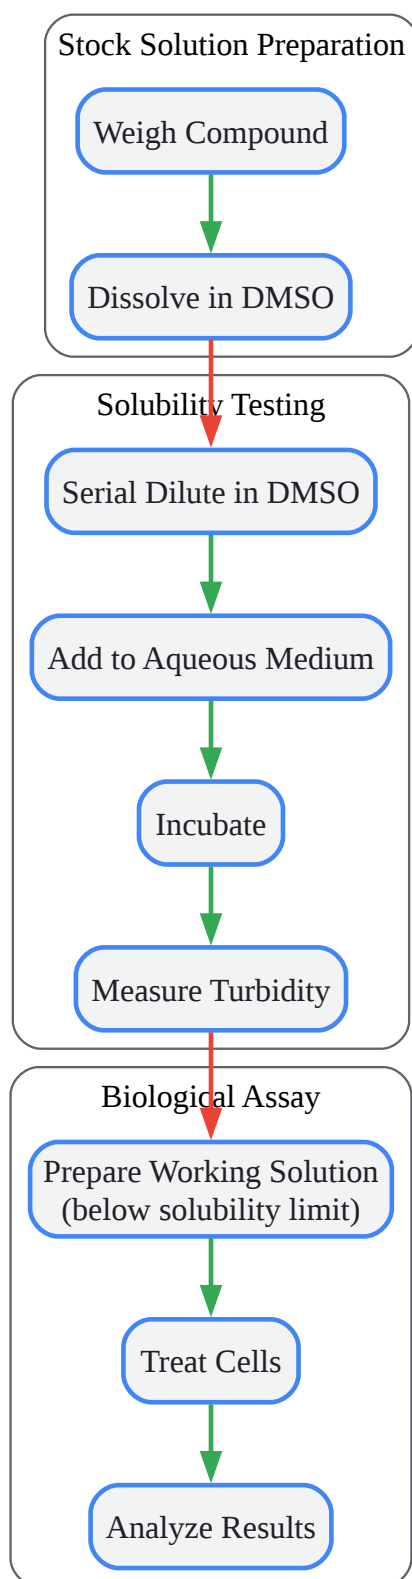 Stock Solution Preparation
Weigh Compound
Dissolve in DMSO
Solubility Testing
Serial Dilute in DMSO
Add to Aqueous Medium
Incubate
Measure Turbidity
Biological Assay
Prepare Working Solution
(below solubility limit)
Treat Cells
Analyze Results